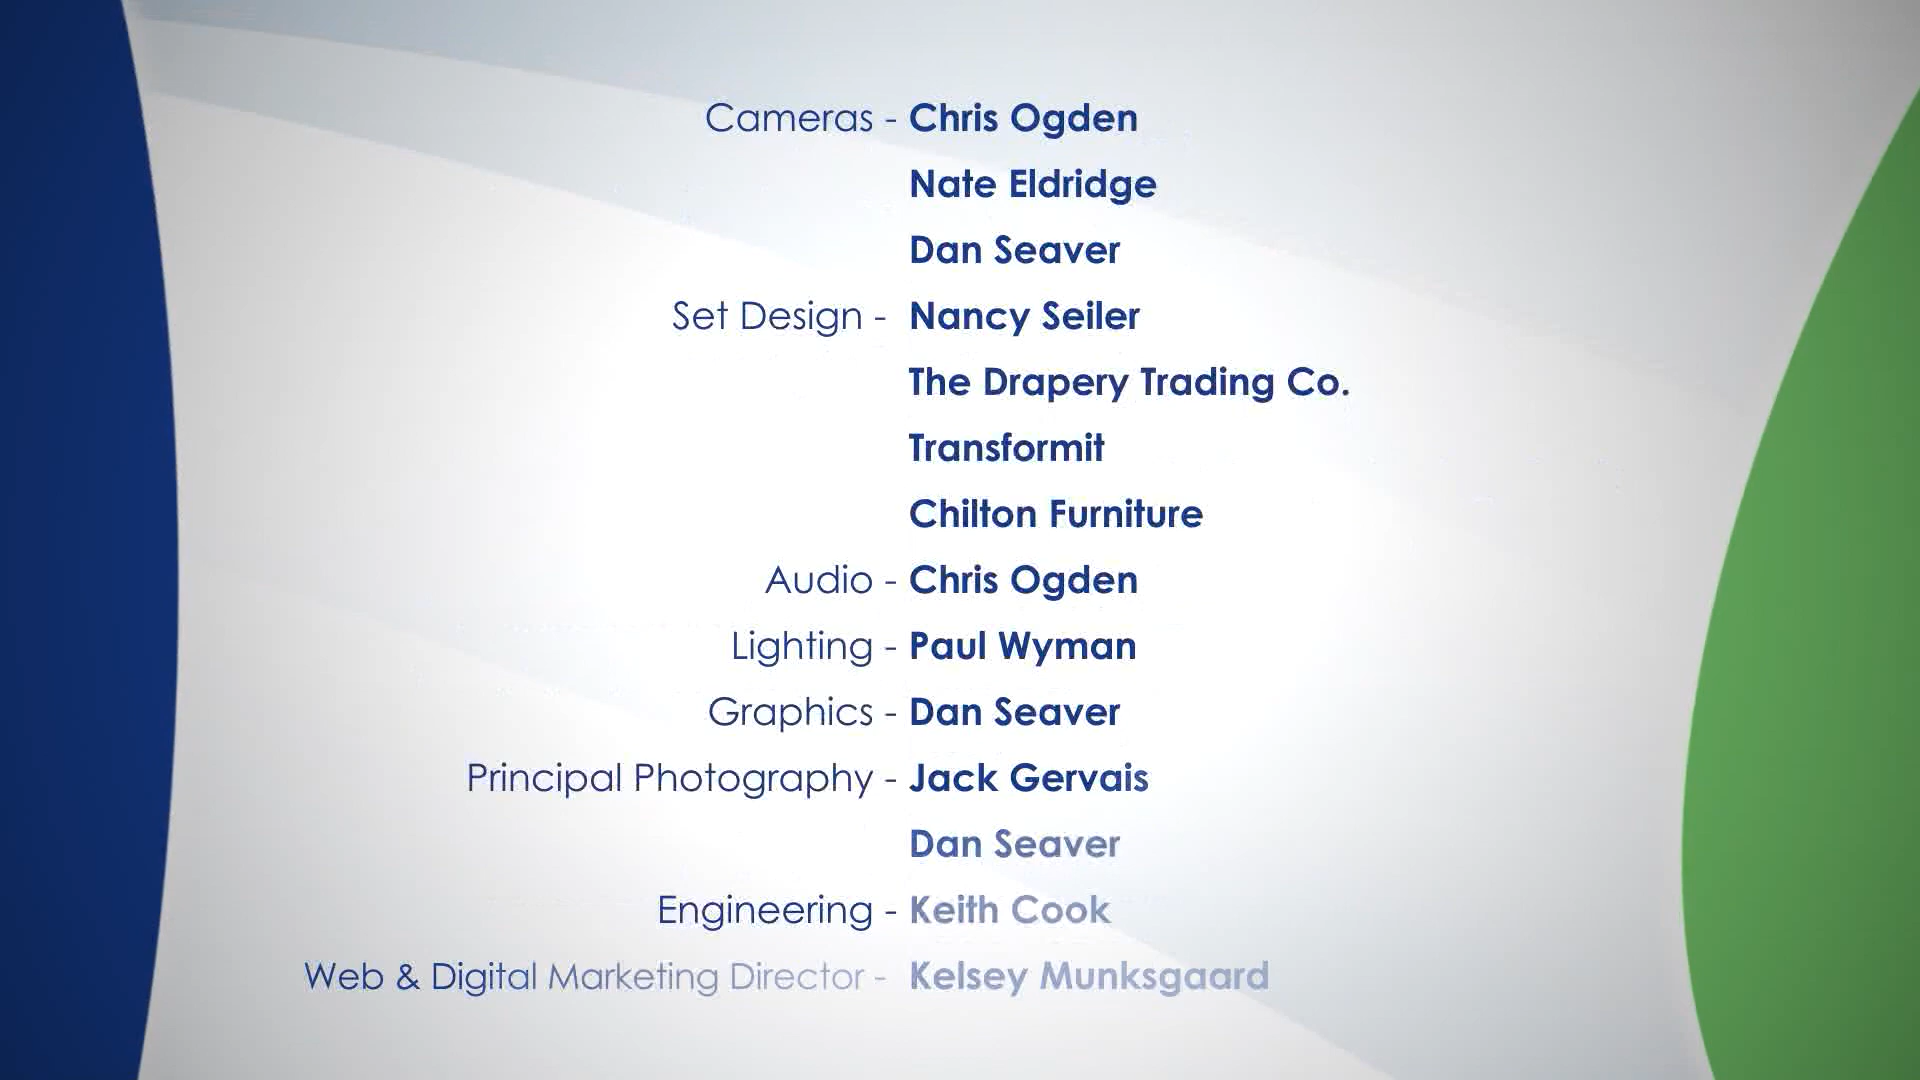 Cameras - Chris Ogden
Nate Eldridge
Dan Seaver
Set Design - Nancy Seiler
The Drapery Trading Co.
Transformit
Chilton Furniture
Audio - Chris Ogden
Lighting - Paul Wyman
Graphics - Dan Seaver
Principal Photography - Jack Gervais
Dan Seaver
Engineering - Keith Cook
Web & Digital Marketing Director - Kelsey Munksgaard